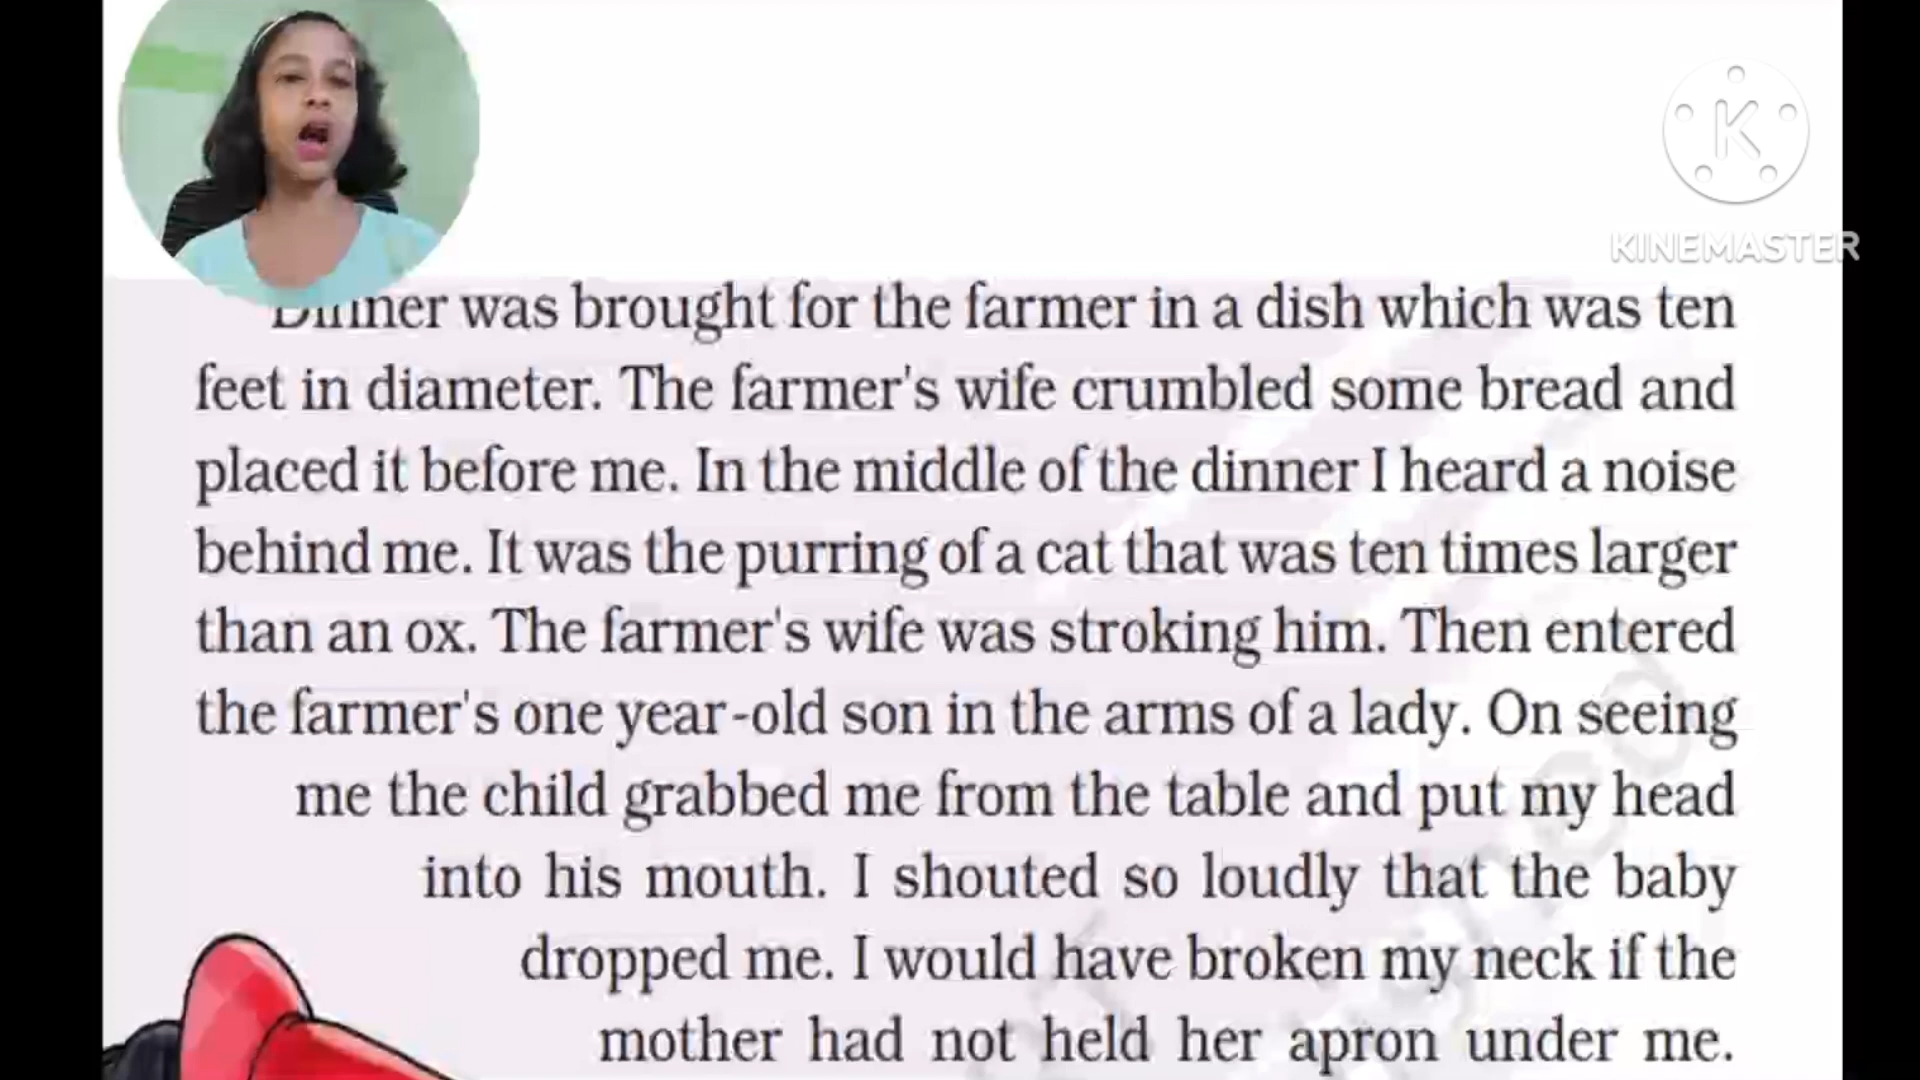 KINEMASTER
Dinner was brought for the farmer in a dish which was ten
feet in diameter. The farmer's wife crumbled some bread and
placed it before me. In the middle of the dinner I heard a noise
behind me. It was the purring of a cat that was ten times larger
than an ox. The farmer's wife was stroking him. Then entered
the farmer's one year-old son in the arms of a lady. On seeing
me the child grabbed me from the table and put my head
into his mouth. I shouted so loudly that the baby
dropped me. I would have broken my neck if the
mother had not held her apron under me.